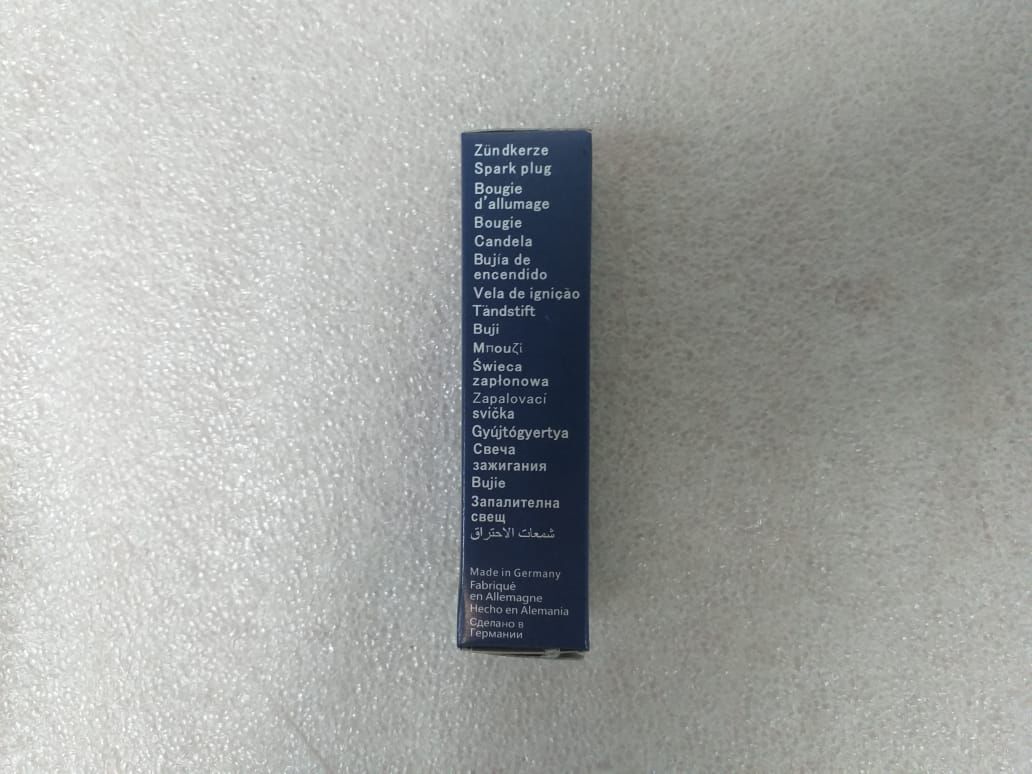 Zündkerze
Spark plug
Bougie
d'allumage
Bougie
Candela
Bujía de
encendido
Vela de ignição
Tändstift
Buji
Μπουζί
Świeca
zapłonowa
Zapalovací
svička
Gyújtógyertya
Свеча
зажигания
Bujie
Запалителна
свещ
شمعات الاحتراق
Made in Germany
Fabriqué
en Allemagne
Hecho en Alemania
Сделано в
Германии